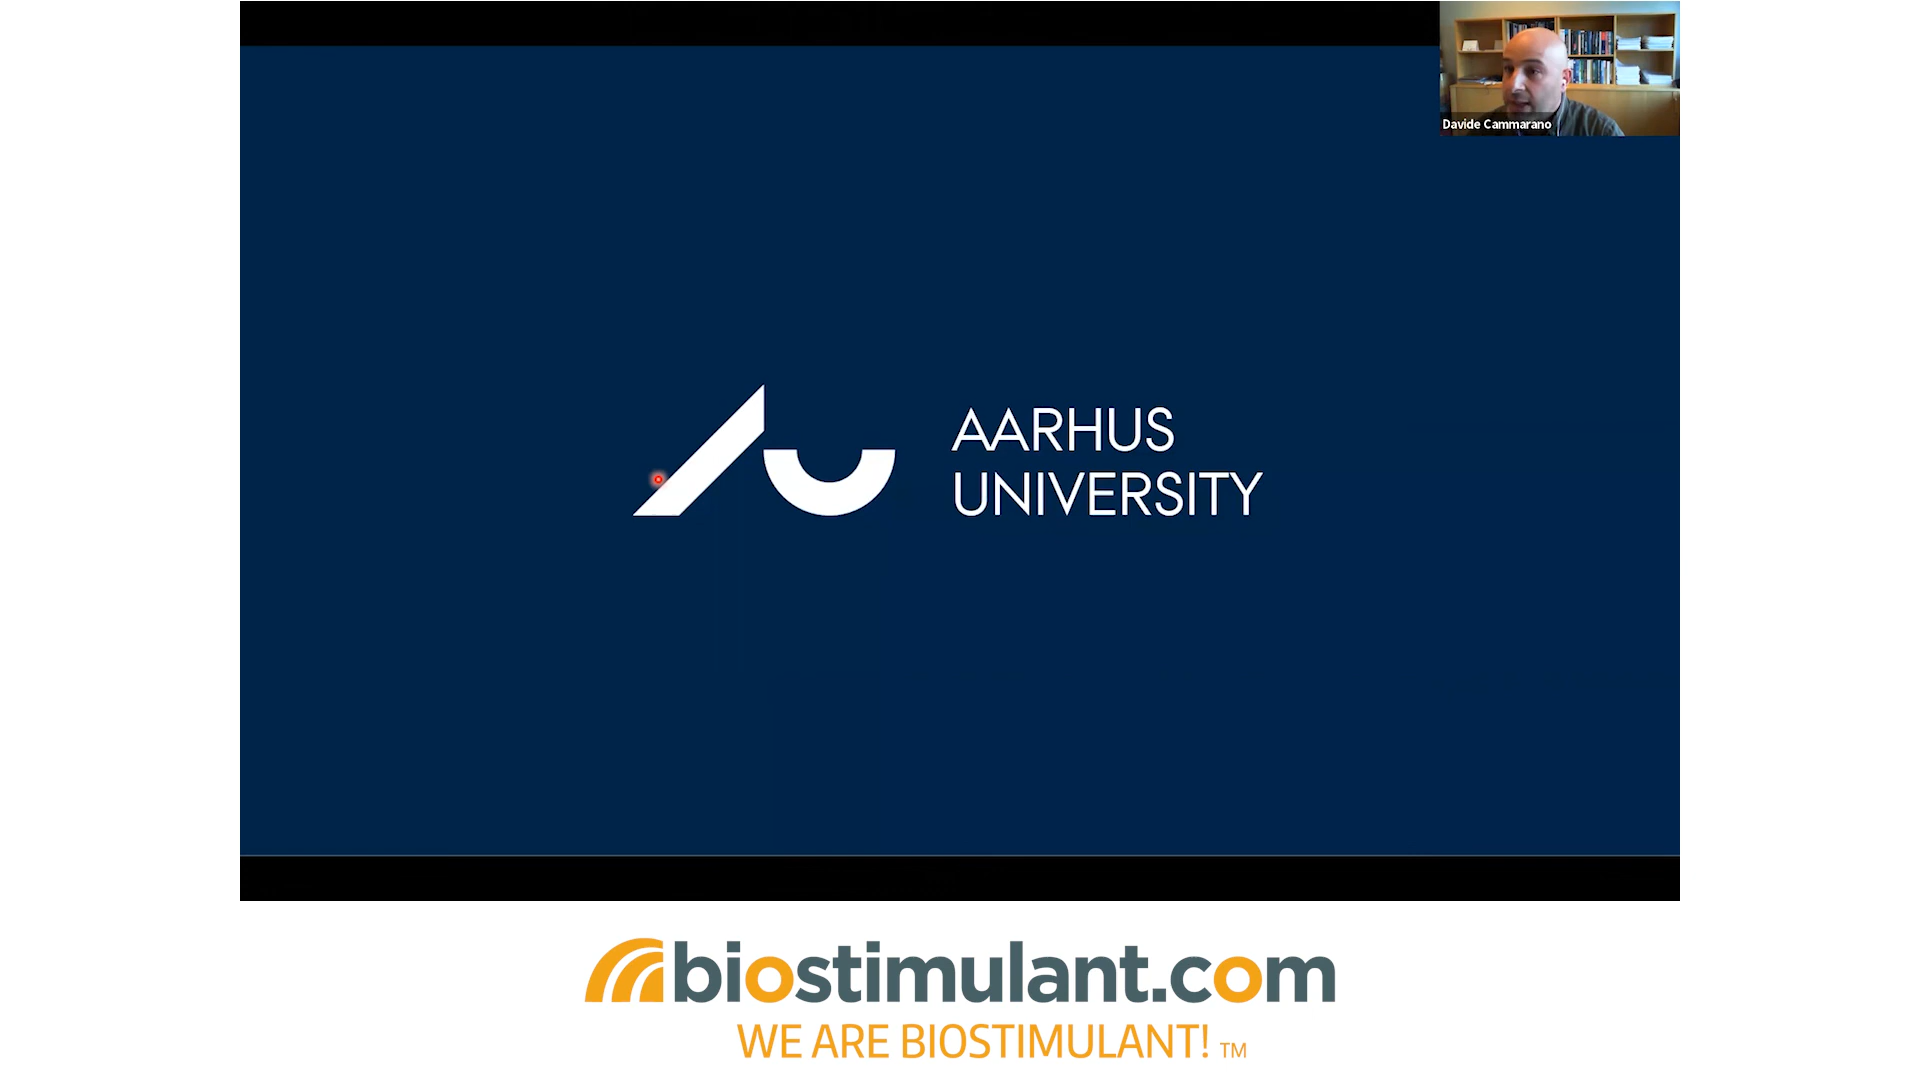 Davide Cammarano
AARHUS
UNIVERSITY
biostimulant.com
WE ARE BIOSTIMULANT! TM